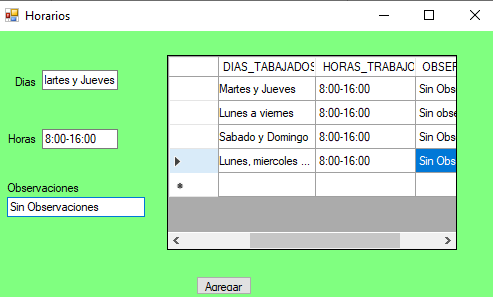 Horarios
DIAS_TABAJADOS HORAS_TRABAJC OBSER
Dias lartes y Jueves
Martes y Jueves 8:00-16:00 Sin Obs
Lunes a viernes 8:00-16:00 Sin obse
Horas 8:00-16:00
Sabado y Domingo 8:00-16:00 Sin Obs
Lunes, miercoles ... 8:00-16:00 Sin Obs
Observaciones
Sin Observaciones
Agregar